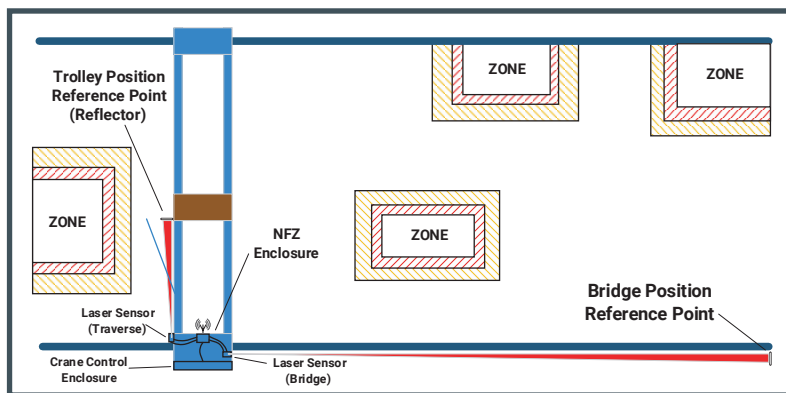 ZONE
ZONE
Trolley Position
Reference Point
(Reflector)
ZONE
NFZ
Enclosure
ZONE
Bridge Position
Reference Point
Laser Sensor
(Traverse)
Crane Control
Enclosure
Laser Sensor
(Bridge)